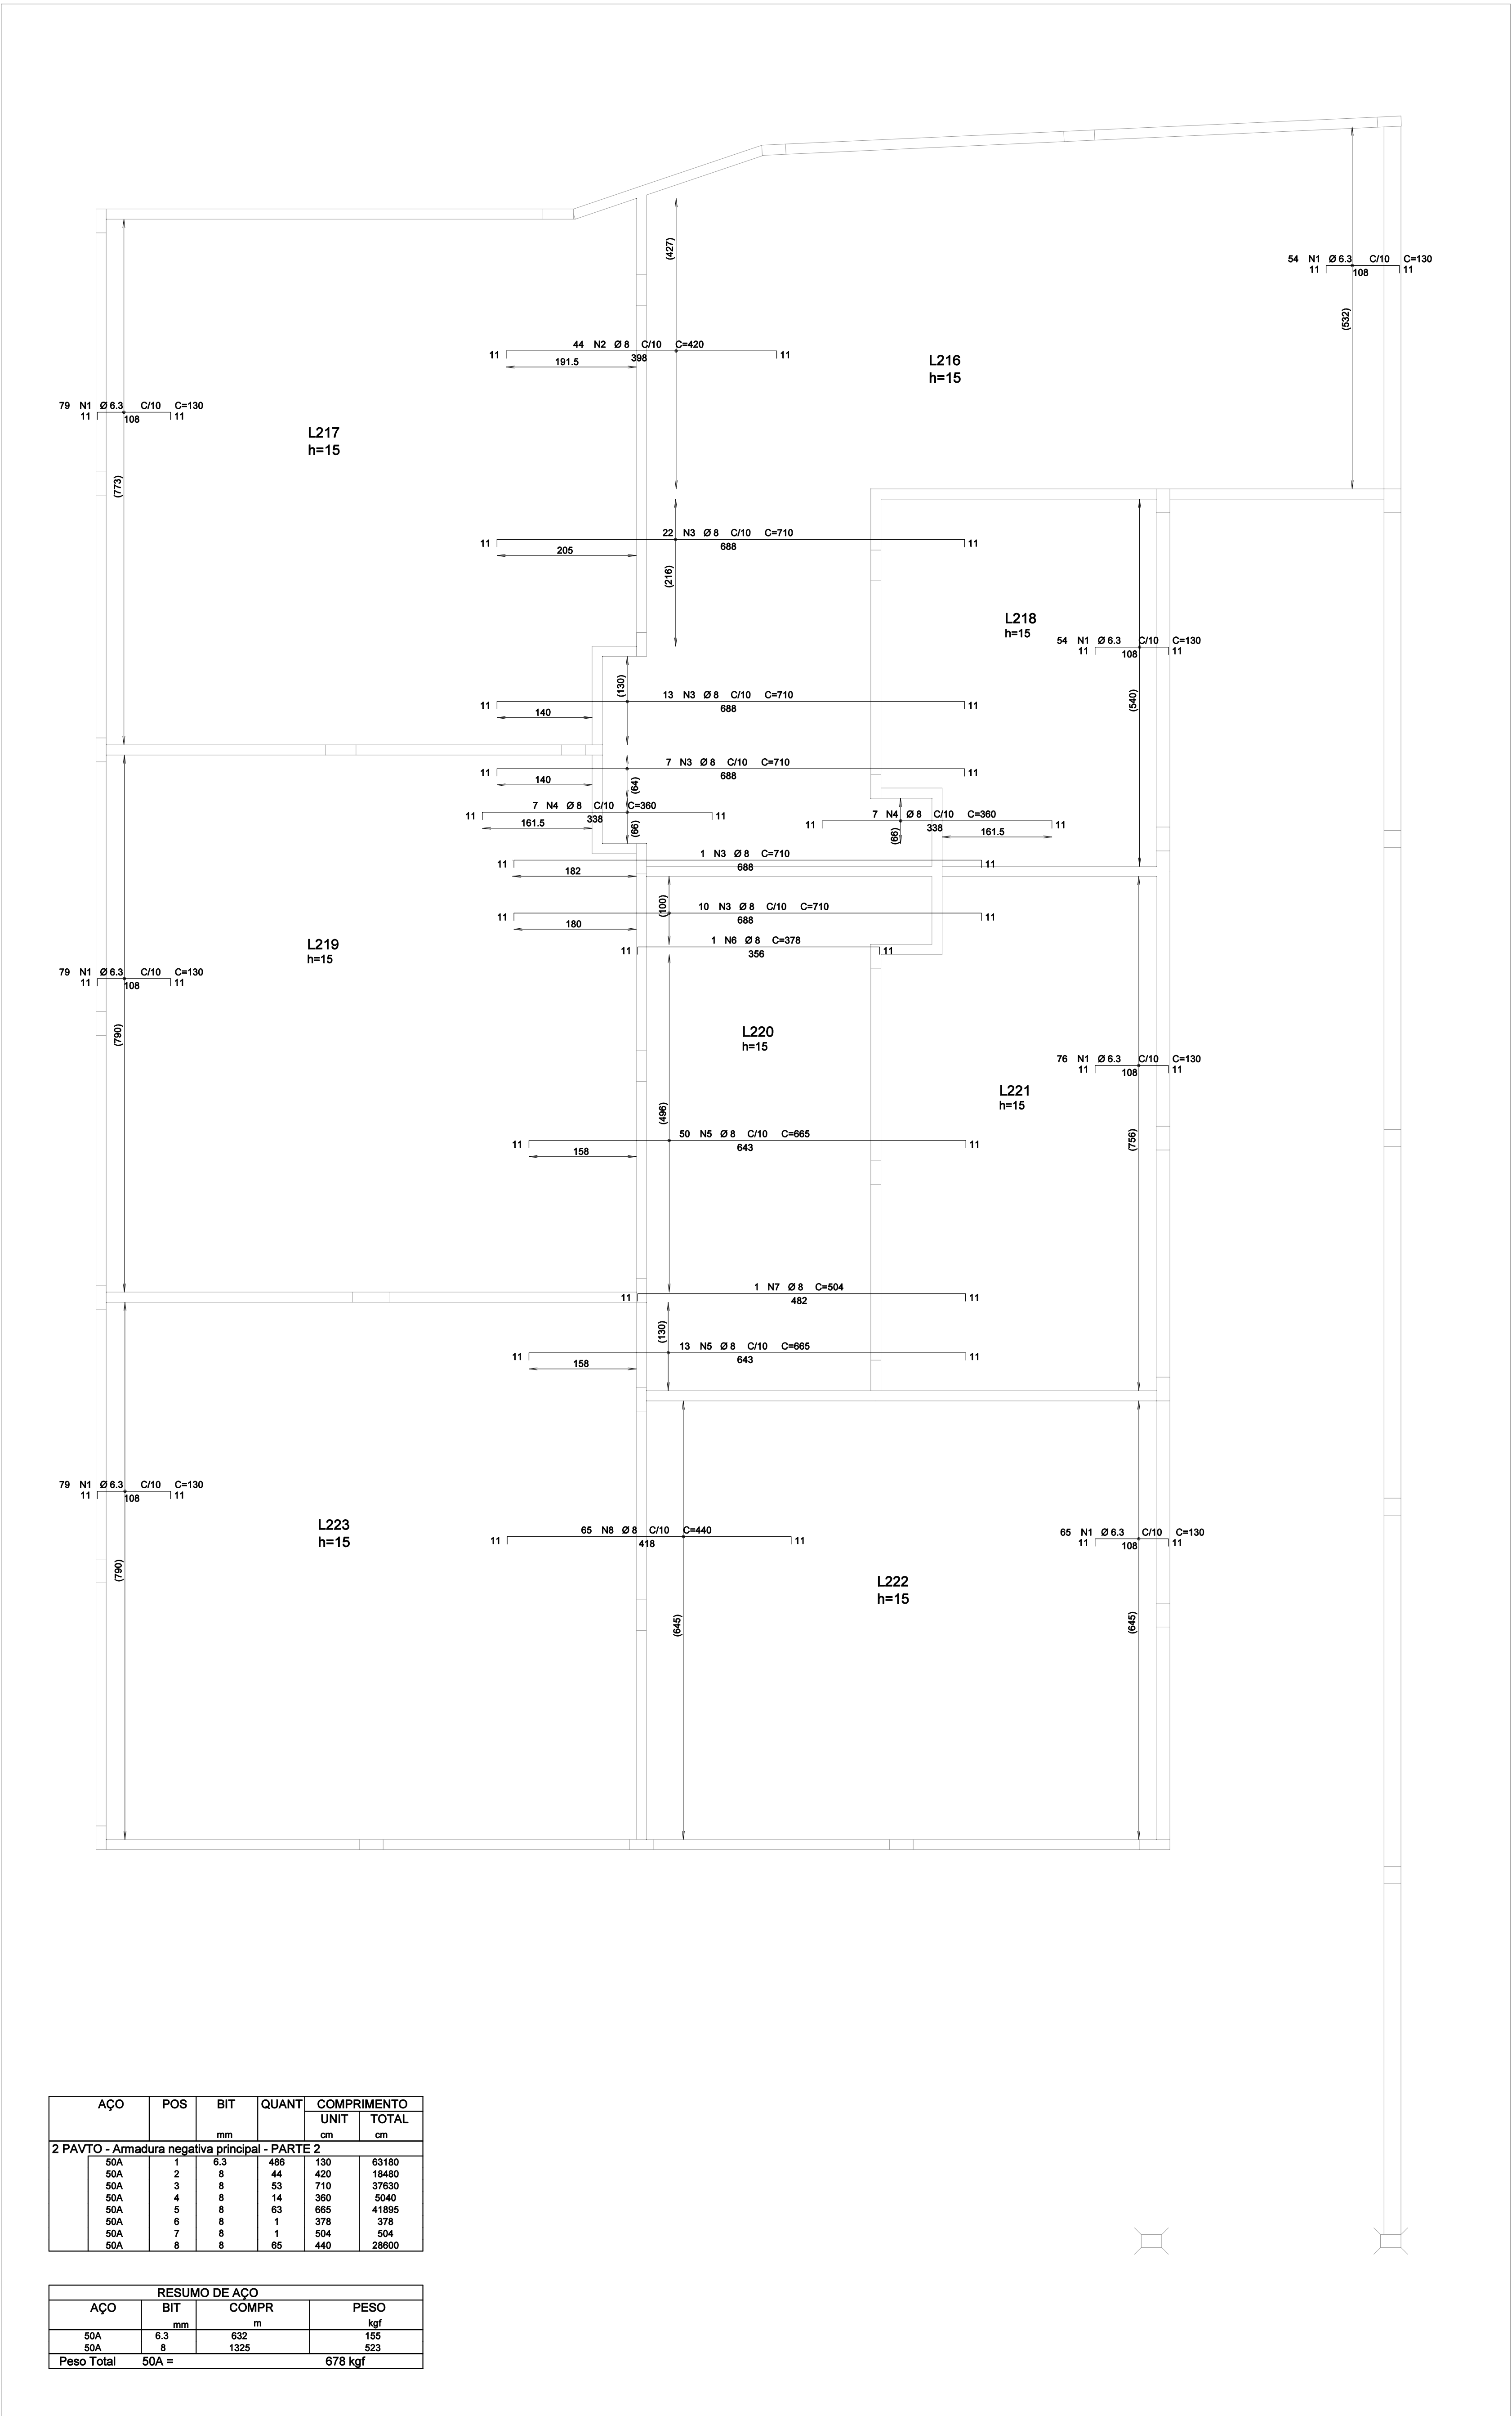 (427)
54 N1 Ø 6.3 C/10 C=130
11 108 11
(532)
44 N2 Ø 8 C/10 C=420
11 398 11
191.5
L216
h=15
79 N1 Ø 6.3 C/10 C=130
11 108 11
L217
h=15
(773)
22 N3 Ø 8 C/10 C=710
11 688 11
205
(216)
L218
h=15
54 N1 Ø 6.3 C/10 C=130
11 108 11
(130)
13 N3 Ø 8 C/10 C=710
11 688 11
140
(540)
7 N3 Ø 8 C/10 C=710
11 688 11
140
(64)
7 N4 Ø 8 C/10 C=360
11 338 11
161.5
(66)
7 N4 Ø 8 C/10 C=360
11 338 11
161.5
(66)
1 N3 Ø 8 C=710
11 688 11
182
(100)
10 N3 Ø 8 C/10 C=710
11 688 11
180
L219
h=15
1 N6 Ø 8 C=378
11 356 11
79 N1 Ø 6.3 C/10 C=130
11 108 11
(790)
L220
h=15
76 N1 Ø 6.3 C/10 C=130
11 108 11
L221
h=15
(496)
50 N5 Ø 8 C/10 C=665
11 643 11
158
(756)
1 N7 Ø 8 C=504
11 482 11
(130)
13 N5 Ø 8 C/10 C=665
11 643 11
158
79 N1 Ø 6.3 C/10 C=130
11 108 11
L223
h=15
(790)
65 N8 Ø 8 C/10 C=440
11 418 11
65 N1 Ø 6.3 C/10 C=130
11 108 11
L222
h=15
(645)
(645)
AÇO POS BIT QUANT COMPRIMENTO
UNIT TOTAL
mm cm cm
2 PAVTO - Armadura negativa principal - PARTE 2
50A 1 6.3 486 130 63180
50A 2 8 44 420 18480
50A 3 8 53 710 37630
50A 4 8 14 360 5040
50A 5 8 63 665 41895
50A 6 8 1 378 378
50A 7 8 1 504 504
50A 8 8 65 440 28600
RESUMO DE AÇO
AÇO BIT COMPR PESO
mm m kgf
50A 6.3 632 155
50A 8 1325 523
Peso Total 50A = 678 kgf